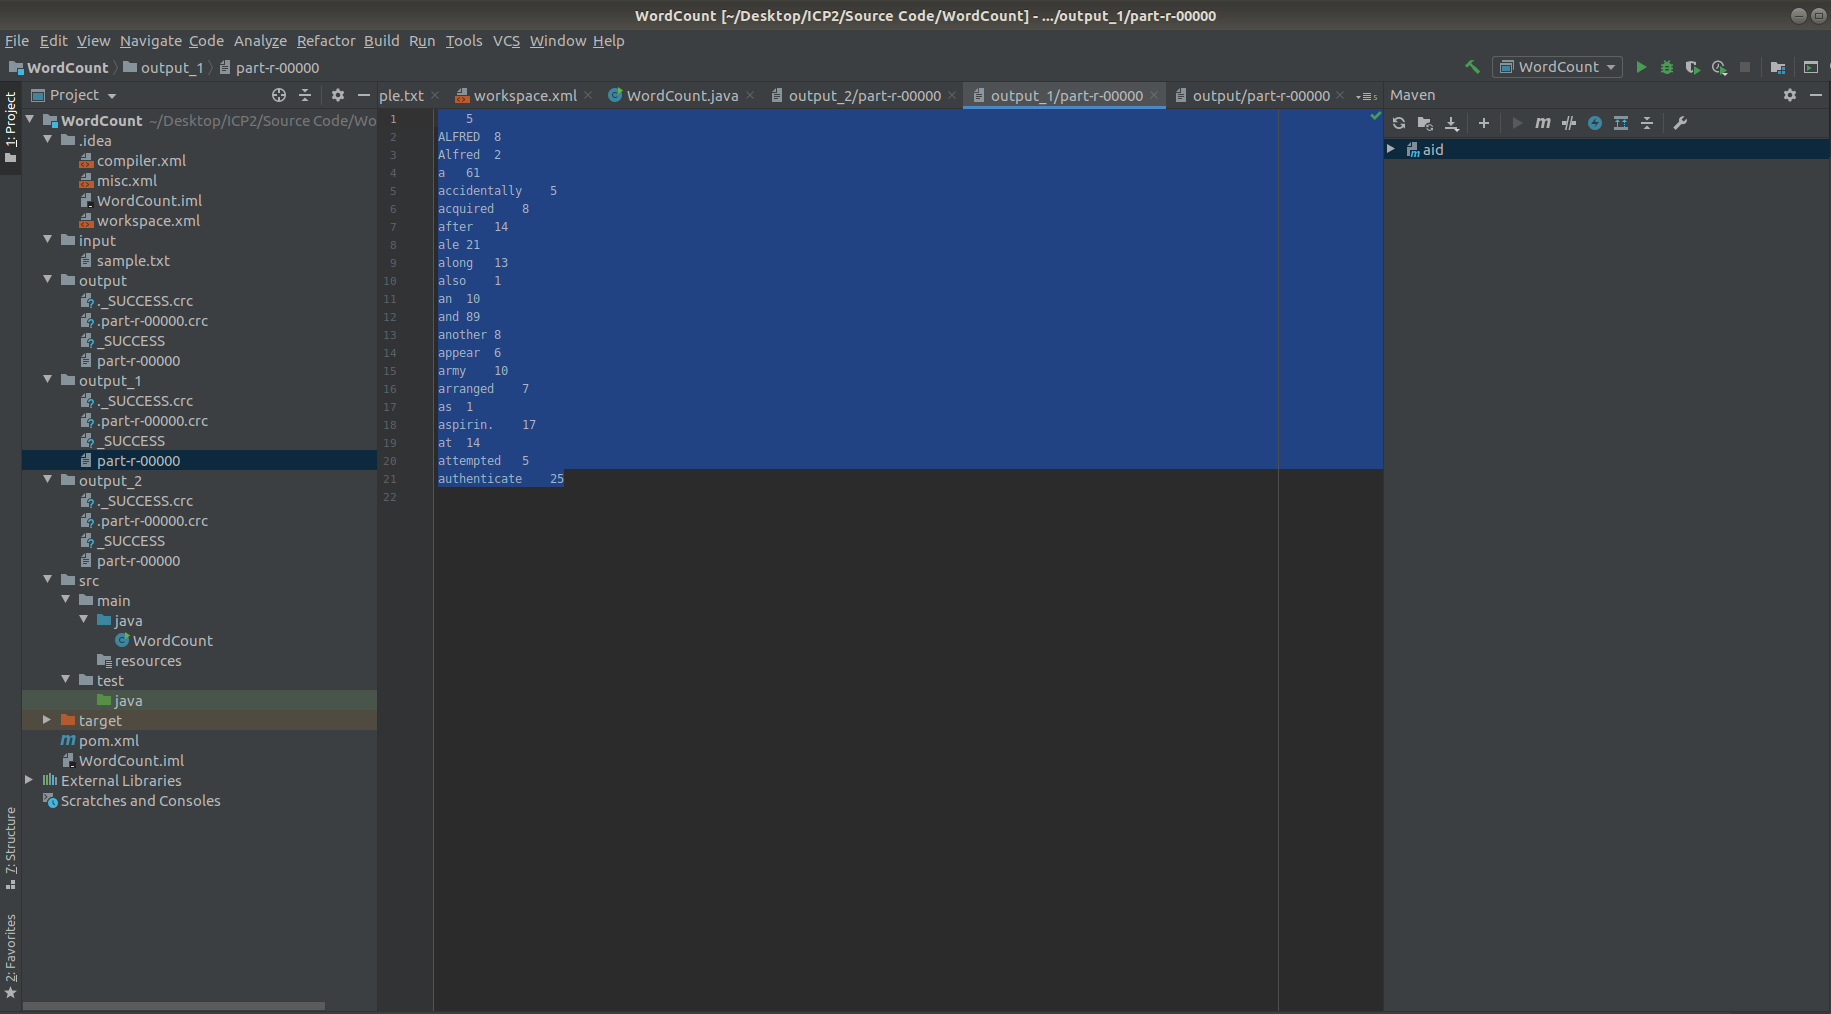 WordCount [~/Desktop/ICP2/Source Code/WordCount] - .../output_1/part-r-00000
File Edit View Navigate Code Analyze Refactor Build Run Tools VCS Window Help
WordCount output_1 part-r-00000
WordCount
Project
ple.txt workspace.xml WordCount.java output_2/part-r-00000 output_1/part-r-00000 output/part-r-00000
Maven
1: Project
WordCount ~/Desktop/ICP2/Source Code/Wo
.idea
compiler.xml
misc.xml
WordCount.iml
workspace.xml
input
sample.txt
output
._SUCCESS.crc
.part-r-00000.crc
_SUCCESS
part-r-00000
output_1
._SUCCESS.crc
.part-r-00000.crc
_SUCCESS
part-r-00000
output_2
._SUCCESS.crc
.part-r-00000.crc
_SUCCESS
part-r-00000
src
main
java
WordCount
resources
test
java
target
pom.xml
WordCount.iml
External Libraries
Scratches and Consoles
7: Structure
2: Favorites
1 5
2 ALFRED 8
3 Alfred 2
4 a 61
5 accidentally 5
6 acquired 8
7 after 14
8 ale 21
9 along 13
10 also 1
11 an 10
12 and 89
13 another 8
14 appear 6
15 army 10
16 arranged 7
17 as 1
18 aspirin. 17
19 at 14
20 attempted 5
21 authenticate 25
22
aid